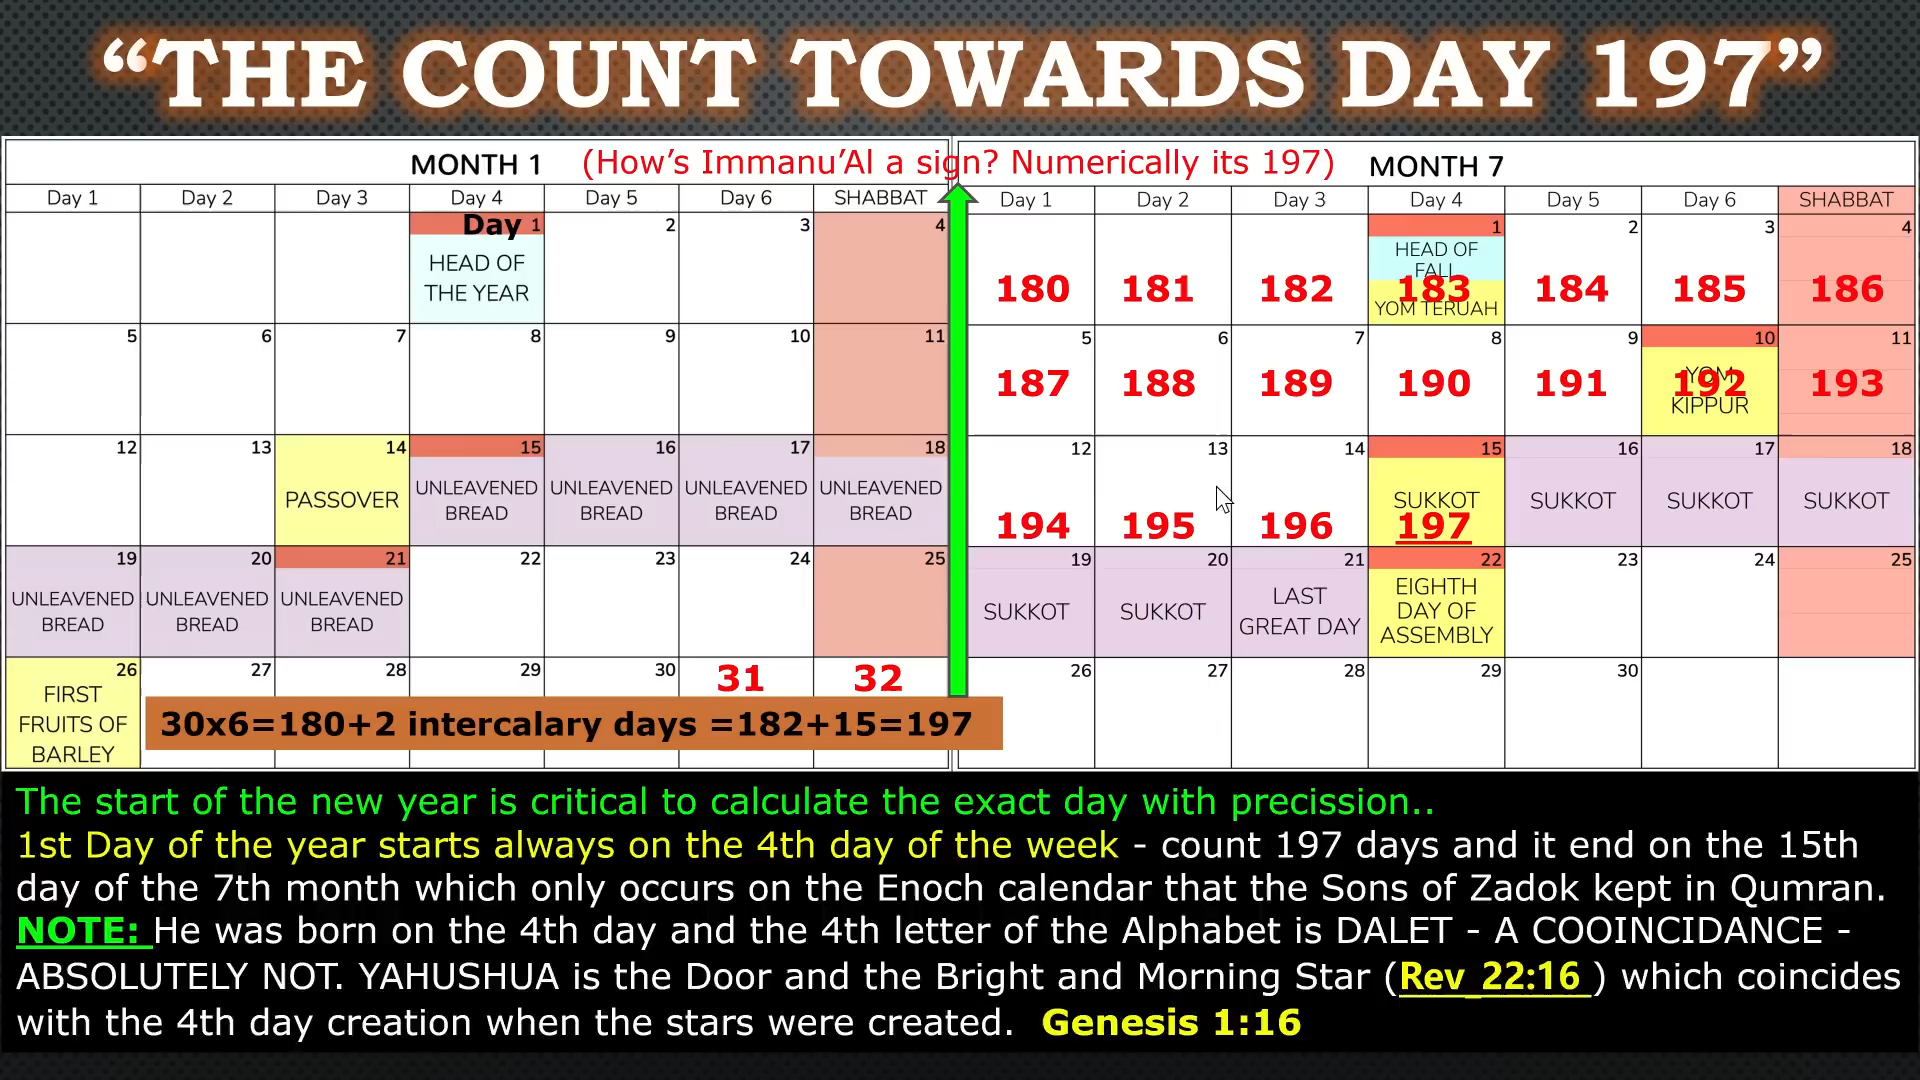 “THE COUNT TOWARDS DAY 197”
MONTH 1 (How’s Immanu’Al a sign? Numerically its 197) MONTH 7
Day 1 Day 2 Day 3 Day 4 Day 5 Day 6 SHABBAT
Day 1 2 3 4
HEAD OF
THE YEAR
5 6 7 8 9 10 11
12 13 14 15 16 17 18
PASSOVER
UNLEAVENED BREAD UNLEAVENED BREAD UNLEAVENED BREAD UNLEAVENED BREAD
19 20 21 22 23 24 25
UNLEAVENED BREAD UNLEAVENED BREAD UNLEAVENED BREAD
26 27 28 29 30 31 32
FIRST
FRUITS OF
BARLEY
30x6=180+2 intercalary days =182+15=197
Day 1 Day 2 Day 3 Day 4 Day 5 Day 6 SHABBAT
1 2 3 4
HEAD OF
FALL
180 181 182 183 184 185 186
YOM TERUAH
5 6 7 8 9 10 11
YOM
187 188 189 190 191 192 193
KIPPUR
12 13 14 15 16 17 18
SUKKOT SUKKOT SUKKOT SUKKOT
194 195 196 197
19 20 21 22 23 24 25
SUKKOT SUKKOT
LAST
GREAT DAY
EIGHTH
DAY OF
ASSEMBLY
26 27 28 29 30
The start of the new year is critical to calculate the exact day with precission..
1st Day of the year starts always on the 4th day of the week - count 197 days and it end on the 15th
day of the 7th month which only occurs on the Enoch calendar that the Sons of Zadok kept in Qumran.
NOTE: He was born on the 4th day and the 4th letter of the Alphabet is DALET - A COOINCIDANCE -
ABSOLUTELY NOT. YAHUSHUA is the Door and the Bright and Morning Star (Rev 22:16 ) which coincides
with the 4th day creation when the stars were created. Genesis 1:16